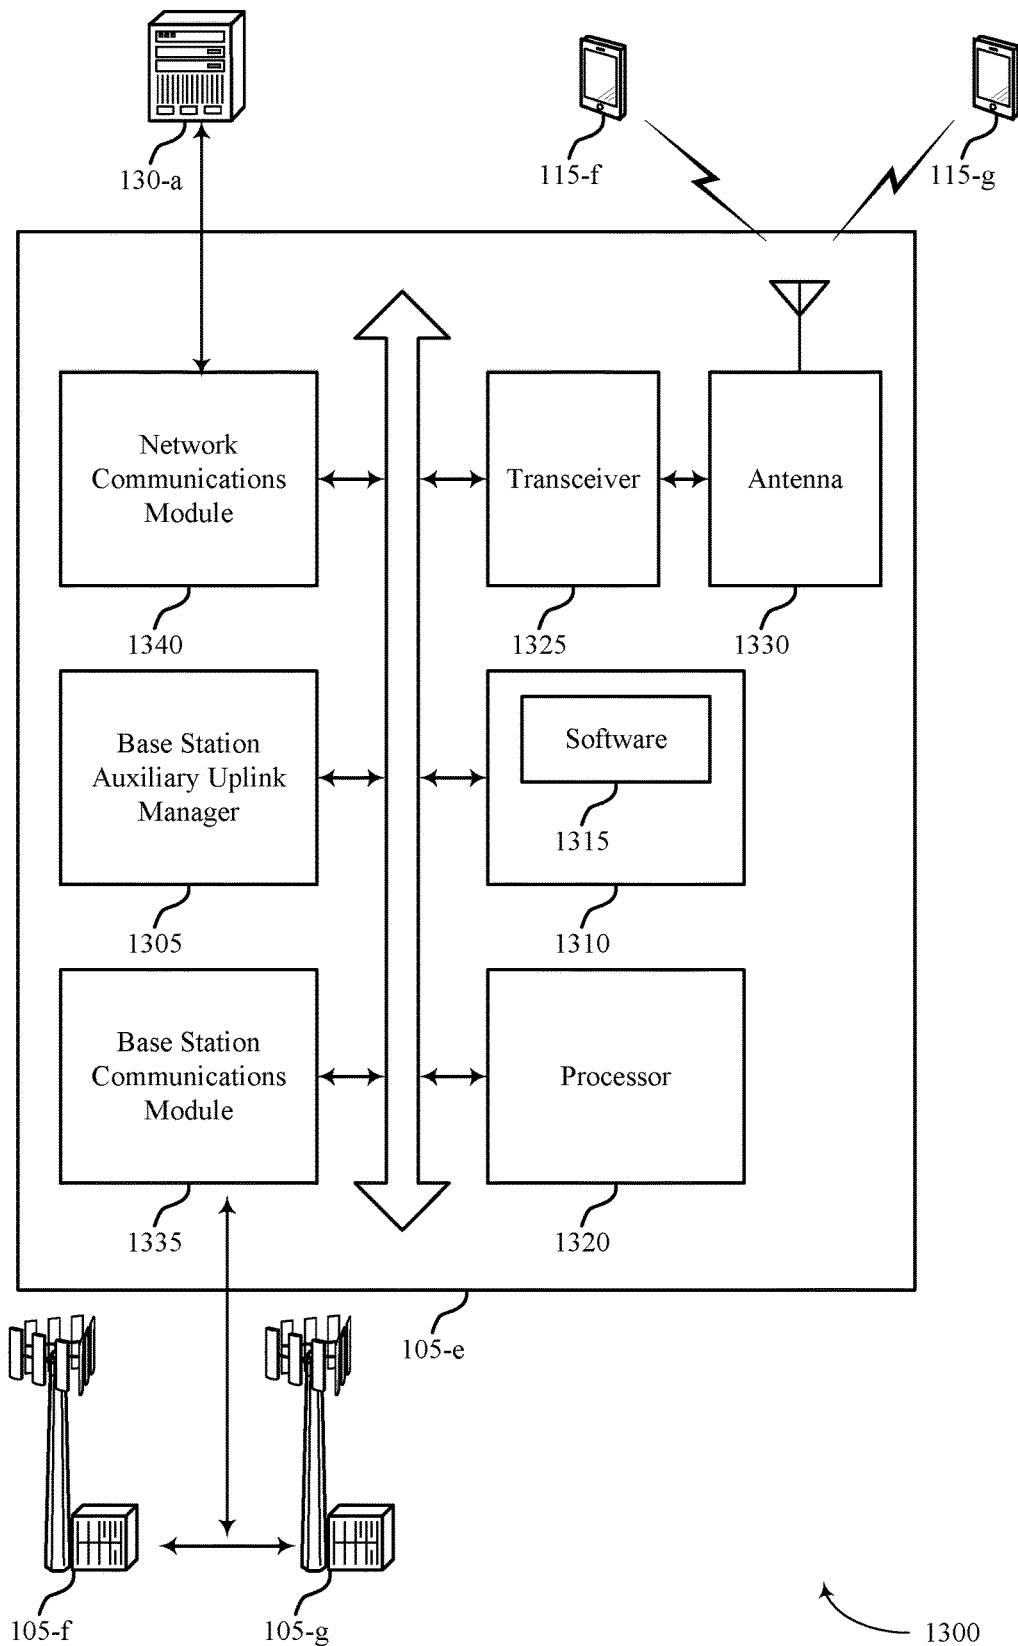 130-a
115-f
115-g
Network
Communications
Module
1340
Transceiver
1325
Antenna
1330
Base Station
Auxiliary Uplink
Manager
1305
Software
1315
1310
Base Station
Communications
Module
1335
Processor
1320
105-e
105-f
105-g
1300